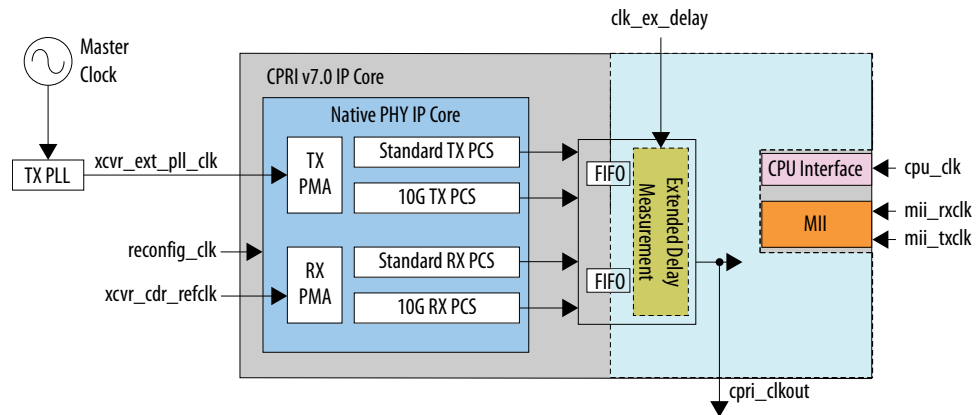 clk_ex_delay
Master
Clock
CPRI v7.0 IP Core
Native PHY IP Core
TX PLL
xcvr_ext_pll_clk
TX
PMA
Standard TX PCS
10G TX PCS
FIFO
Extended Delay
Measurement
CPU Interface
cpu_clk
MII
mii_rxclk
mii_txclk
reconfig_clk
xcvr_cdr_refclk
RX
PMA
Standard RX PCS
10G RX PCS
FIFO
cpri_clkout